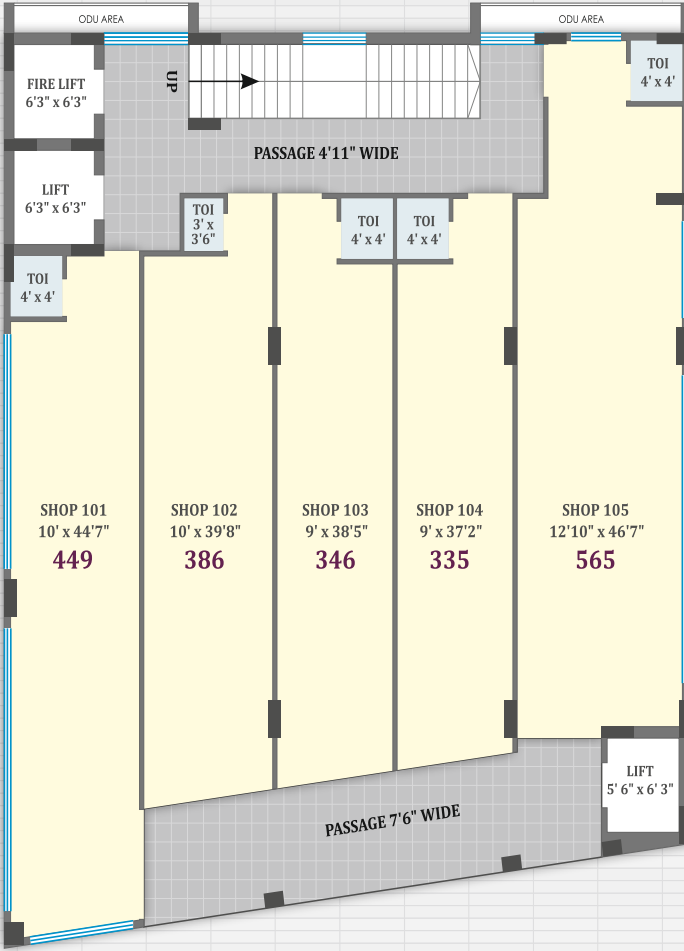 ODU AREA
ODU AREA
FIRE LIFT
6'3" x 6'3"
UP
TOI
4' x 4'
PASSAGE 4'11" WIDE
LIFT
6'3" x 6'3"
TOI
3' x
3'6"
TOI
4' x 4'
TOI
4' x 4'
TOI
4' x 4'
SHOP 101
10' x 44'7"
449
SHOP 102
10' x 39'8"
386
SHOP 103
9' x 38'5"
346
SHOP 104
9' x 37'2"
335
SHOP 105
12'10" x 46'7"
565
LIFT
5' 6" x 6' 3"
PASSAGE 7'6" WIDE